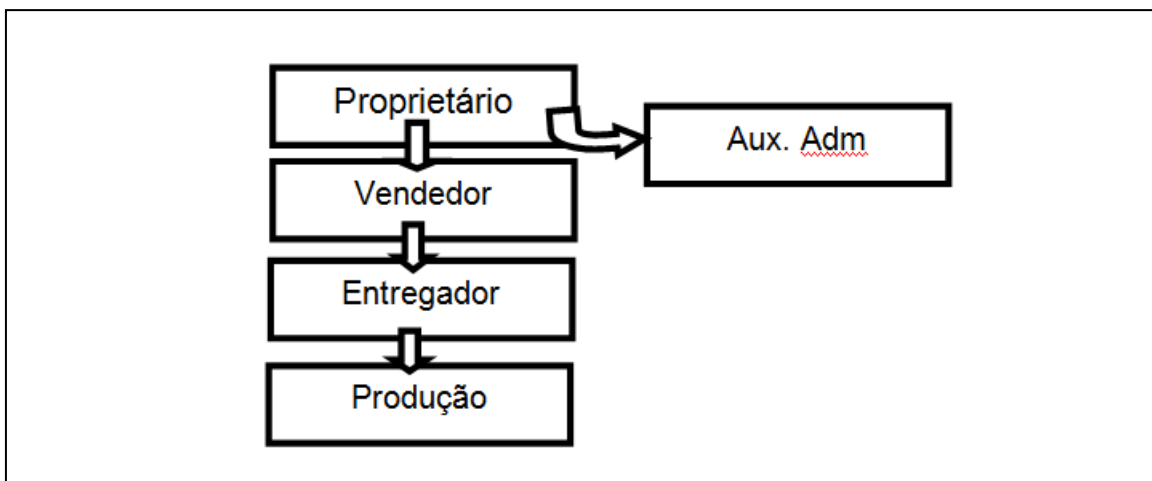 Proprietário
Aux. Adm
Vendedor
Entregador
Produção